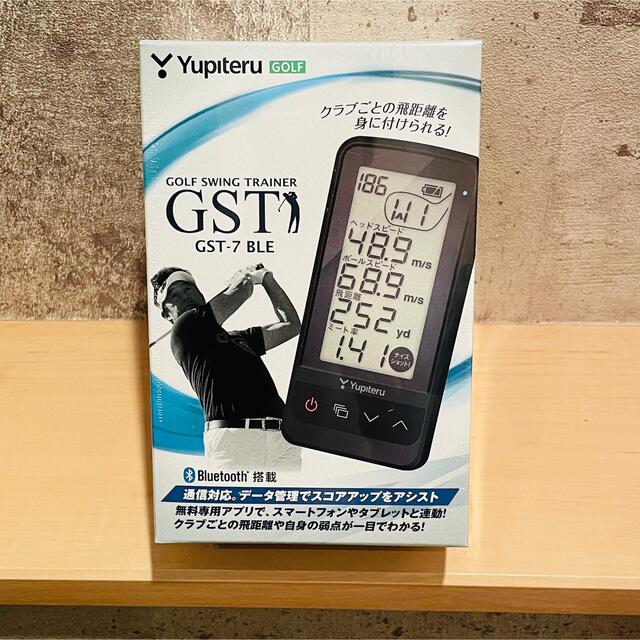 Yupiteru GOLF
クラブごとの飛距離を
身に付けられる!
GOLF SWING TRAINER
GST
GST-7 BLE
186
W1
ヘッドスピード
48.9 m/s
ボールスピード
68.9 m/s
飛距離
252 yd
ミート率
1.41
ナイス
ショット!
Yupiteru
Bluetooth® 搭載
通信対応。データ管理でスコアアップをアシスト
無料専用アプリで、スマートフォンやタブレットと連動!
クラブごとの飛距離や自身の弱点が一目でわかる!